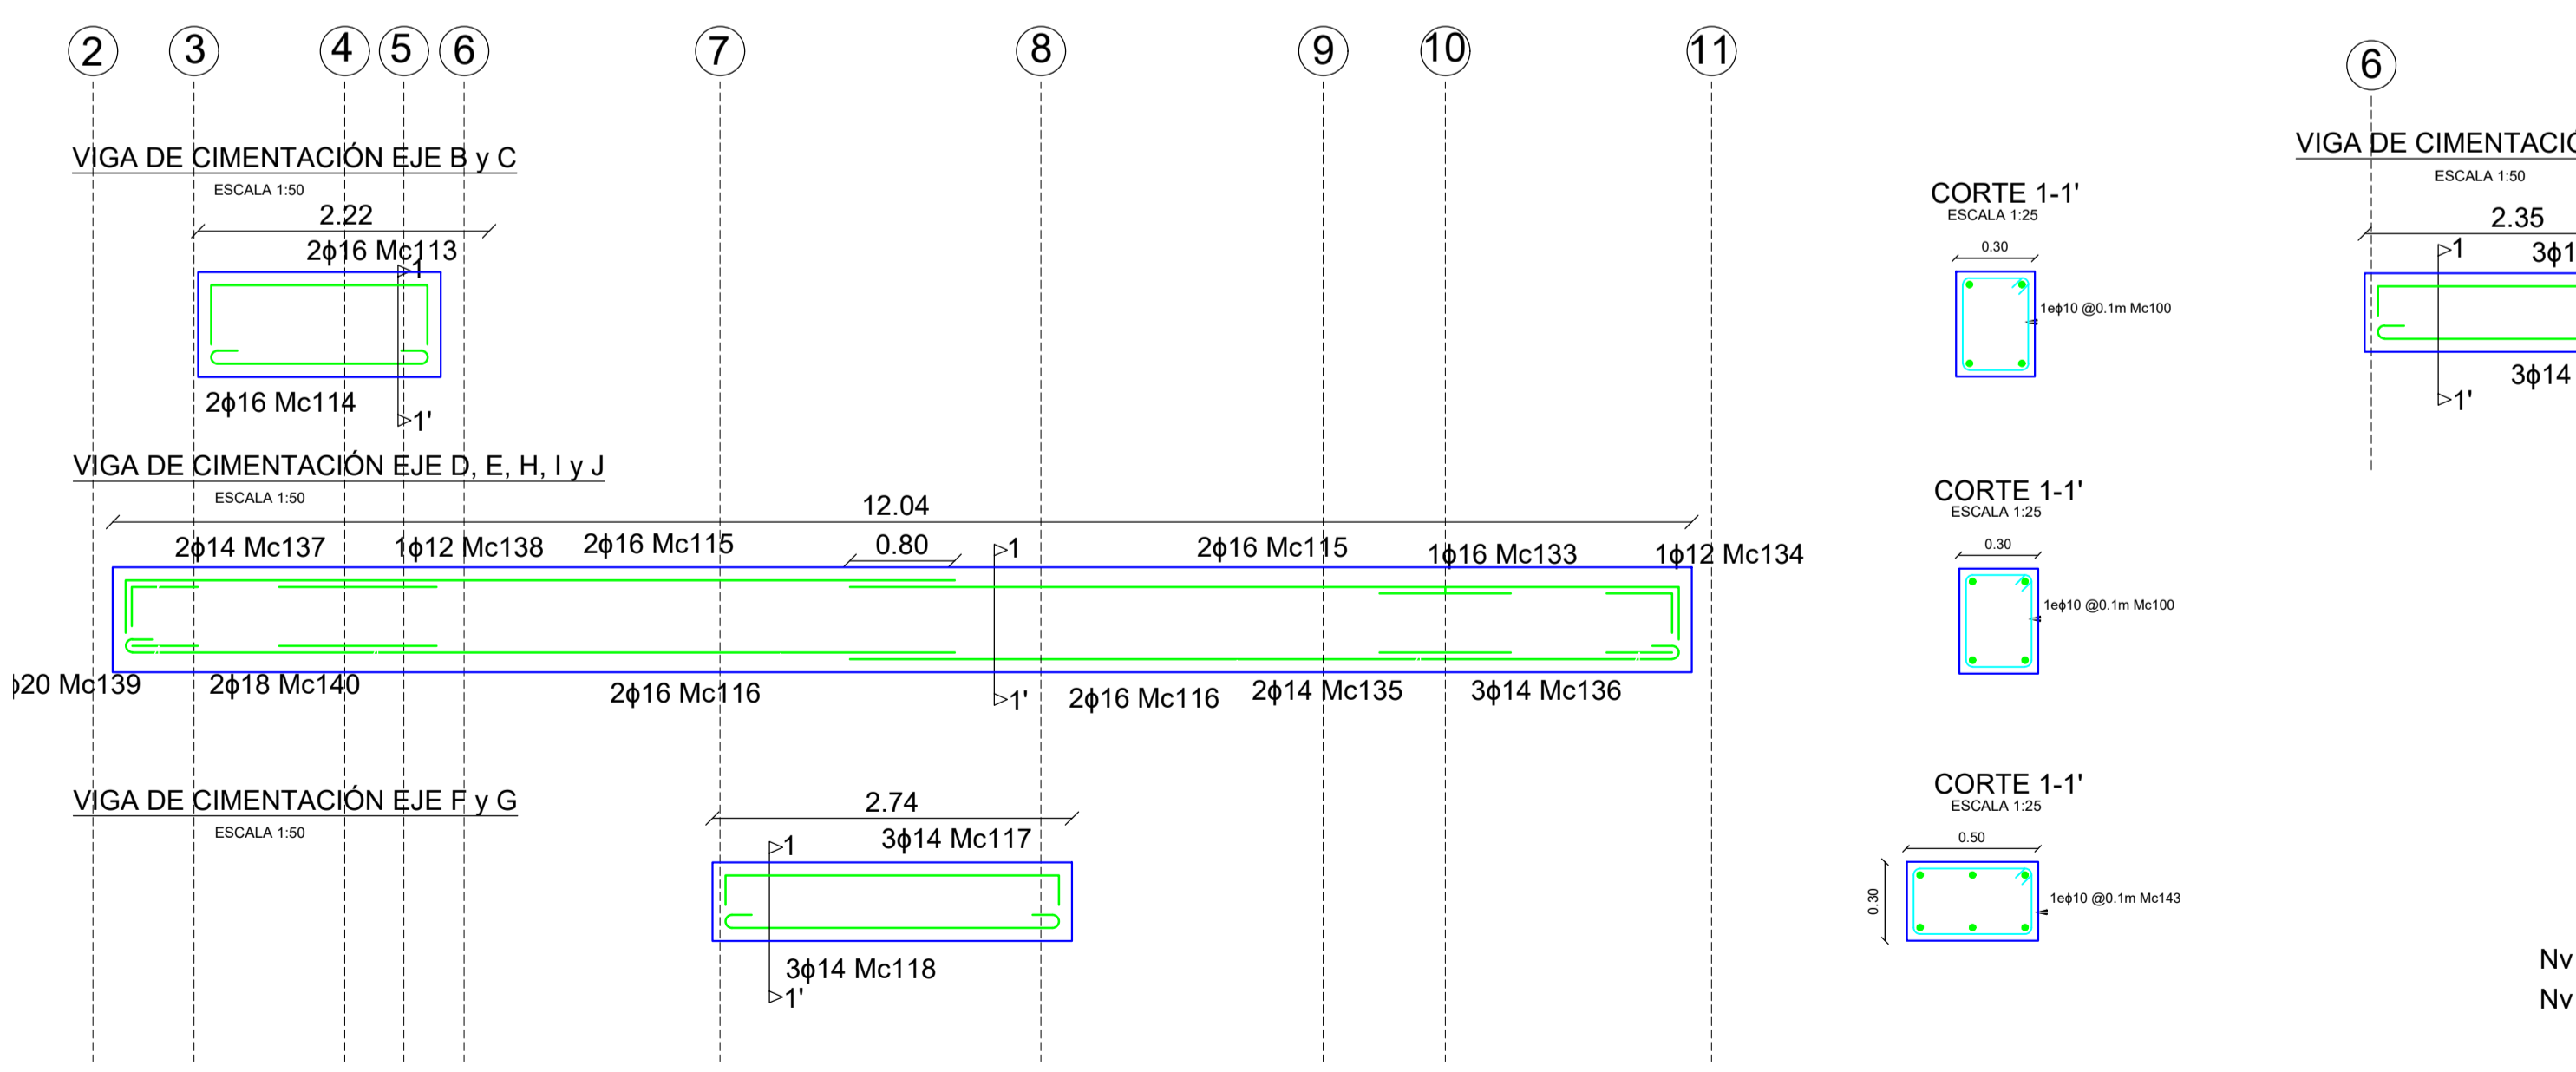 2 3 4 5 6 7 8 9 10 11 6
VIGA DE CIMENTACIÓN EJE B y C
ESCALA 1:50
2.22
2ϕ16 Mc113
1
2ϕ16 Mc114
1'
CORTE 1-1'
ESCALA 1:25
0.30
1eϕ10 @0.1m Mc100
VIGA DE
ESCALA 1:50
2.35
1
3ϕ14
1'
VIGA DE CIMENTACIÓN EJE D, E, H, I y J
ESCALA 1:50
12.04
2ϕ14 Mc137
1ϕ12 Mc138
2ϕ16 Mc115
0.80
1
2ϕ16 Mc115
1ϕ16 Mc133
1ϕ12 Mc134
ϕ20 Mc139
2ϕ18 Mc140
2ϕ16 Mc116
1'
2ϕ16 Mc116
2ϕ14 Mc135
3ϕ14 Mc136
CORTE 1-1'
ESCALA 1:25
0.30
1eϕ10 @0.1m Mc100
VIGA DE CIMENTACIÓN EJE F y G
ESCALA 1:50
2.74
1
3ϕ14 Mc117
3ϕ14 Mc118
1'
CORTE 1-1'
ESCALA 1:25
0.50
0.30
1eϕ10 @0.1m Mc143
Nv
Nv